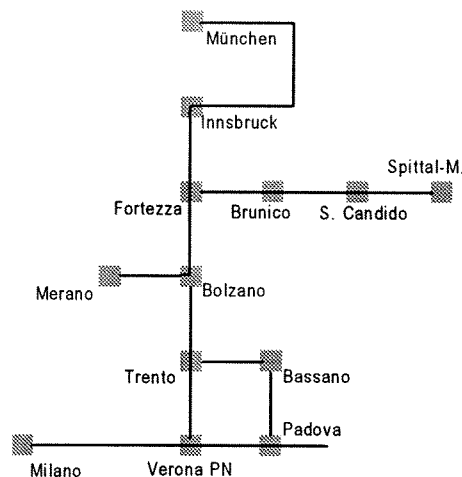 München
Innsbruck
Spittal-M.
Fortezza
Brunico
S. Candido
Merano
Bolzano
Trento
Bassano
Padova
Milano
Verona PN